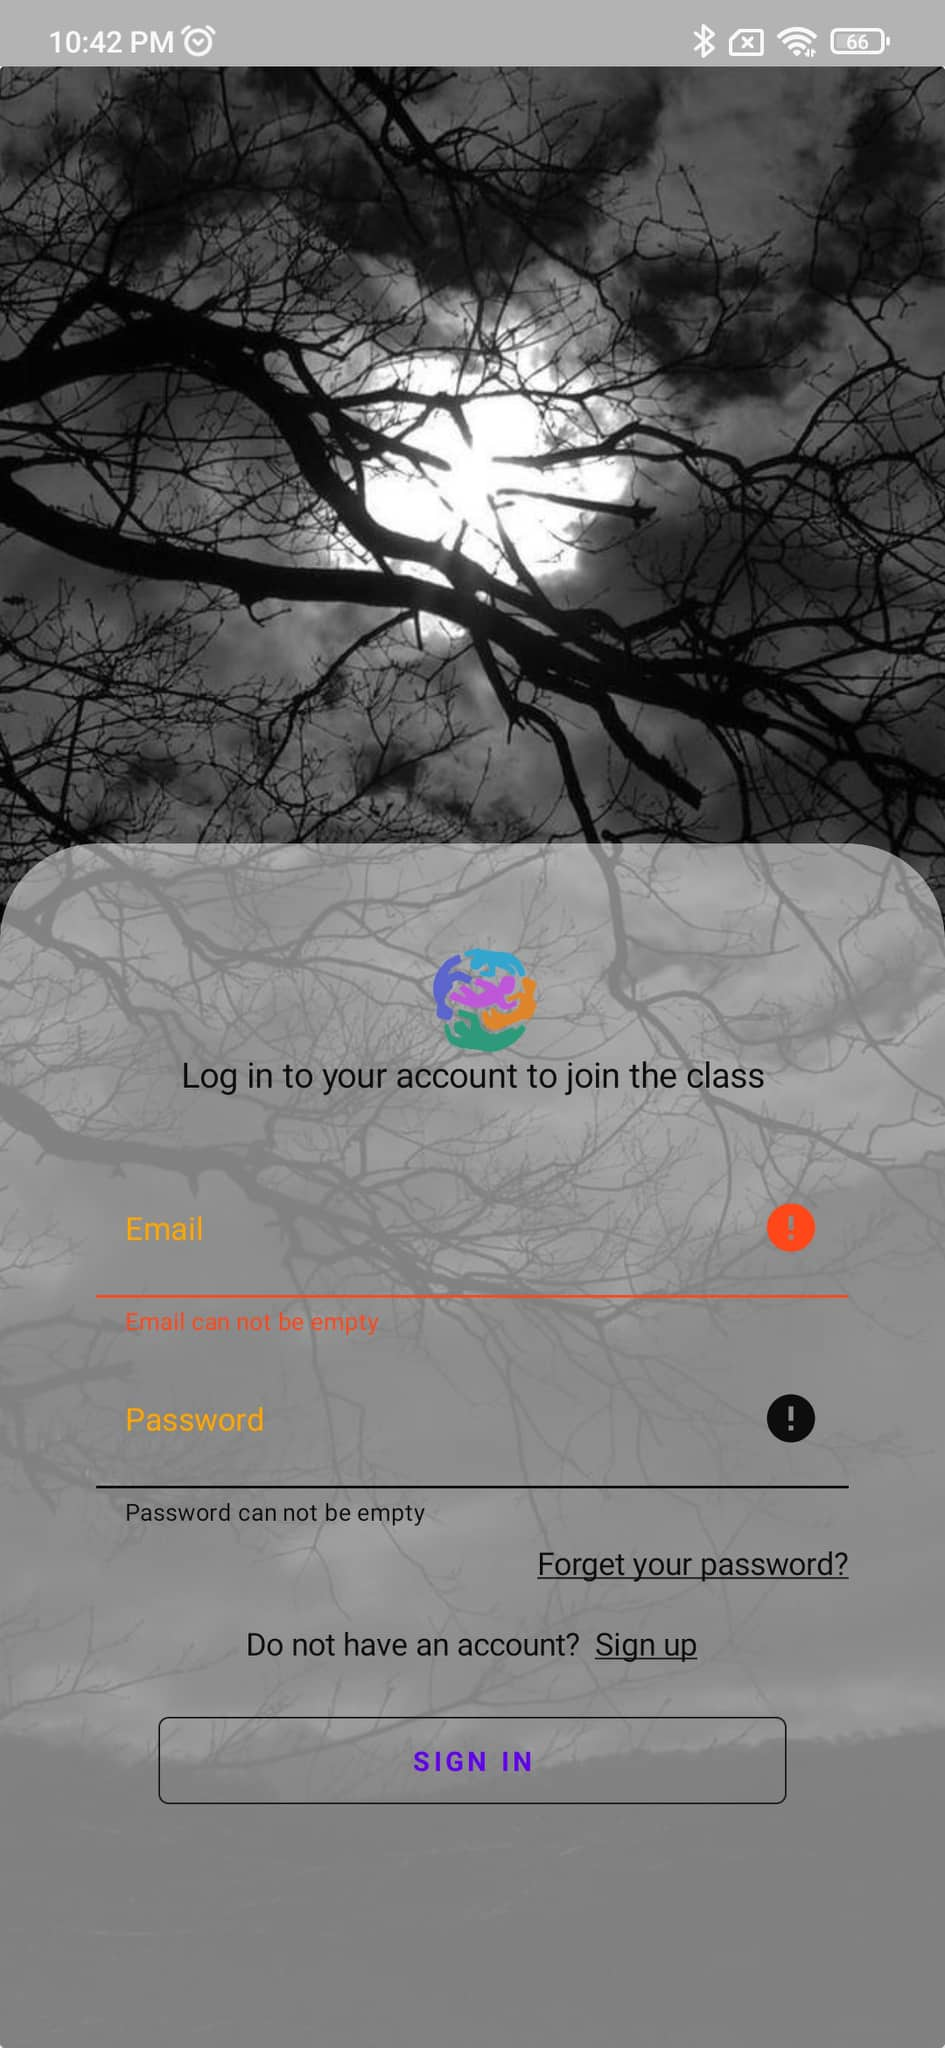 10:42 PM
66
Log in to your account to join the class
Email
Email can not be empty
Password
Password can not be empty
Forget your password?
Do not have an account? Sign up
SIGN IN